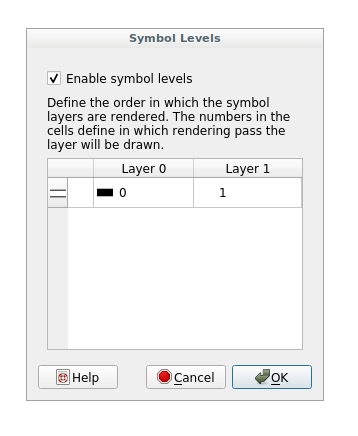 Symbol Levels
Enable symbol levels
Define the order in which the symbol
layers are rendered. The numbers in the
cells define in which rendering pass the
layer will be drawn.
Layer 0 Layer 1
0 1
Help Cancel OK